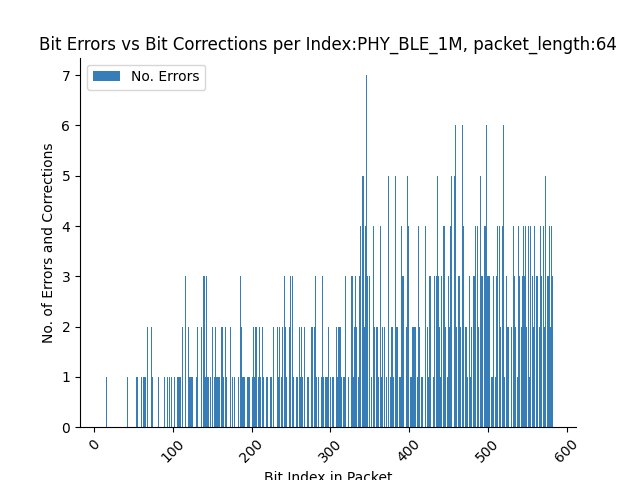 Bit Errors vs Bit Corrections per Index:PHY_BLE_1M, packet_length:64
No. Errors
No. of Errors and Corrections
7
6
5
4
3
2
1
0
0 100 200 300 400 500 600
Bit Index in Packet